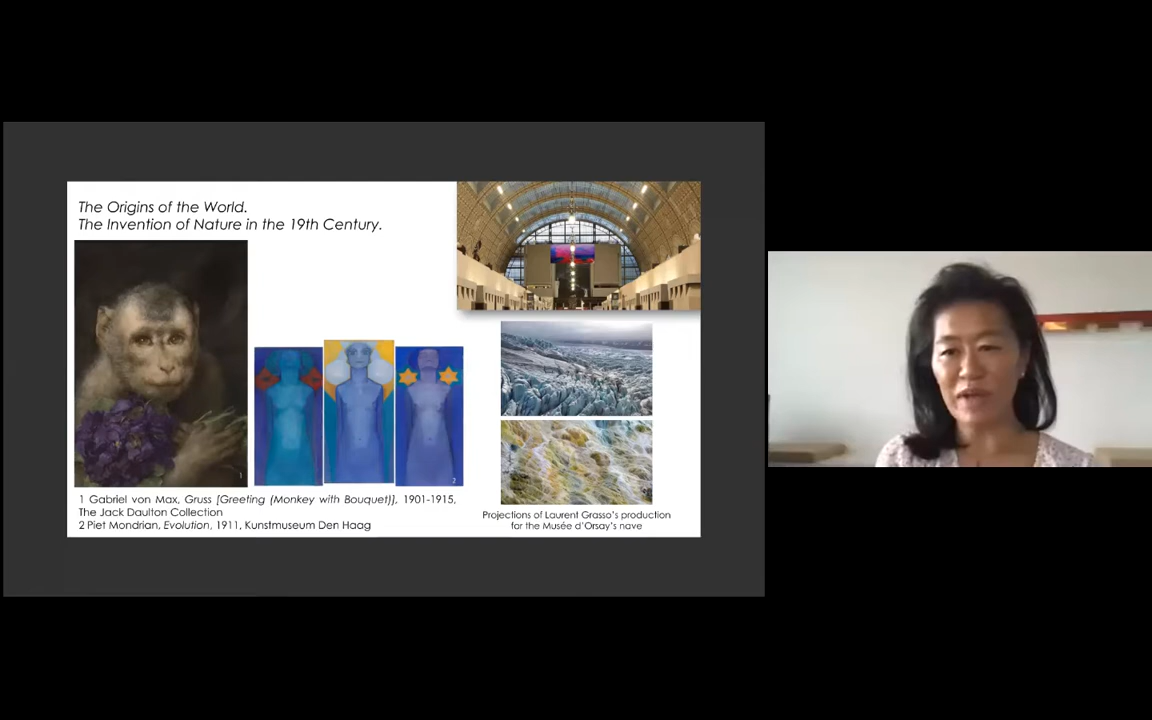 The Origins of the World.
The Invention of Nature in the 19th Century.
1
2
1 Gabriel von Max, Gruss [Greeting (Monkey with Bouquet)], 1901-1915,
The Jack Daulton Collection
2 Piet Mondrian, Evolution, 1911, Kunstmuseum Den Haag
Projections of Laurent Grasso's production
for the Musée d'Orsay's nave